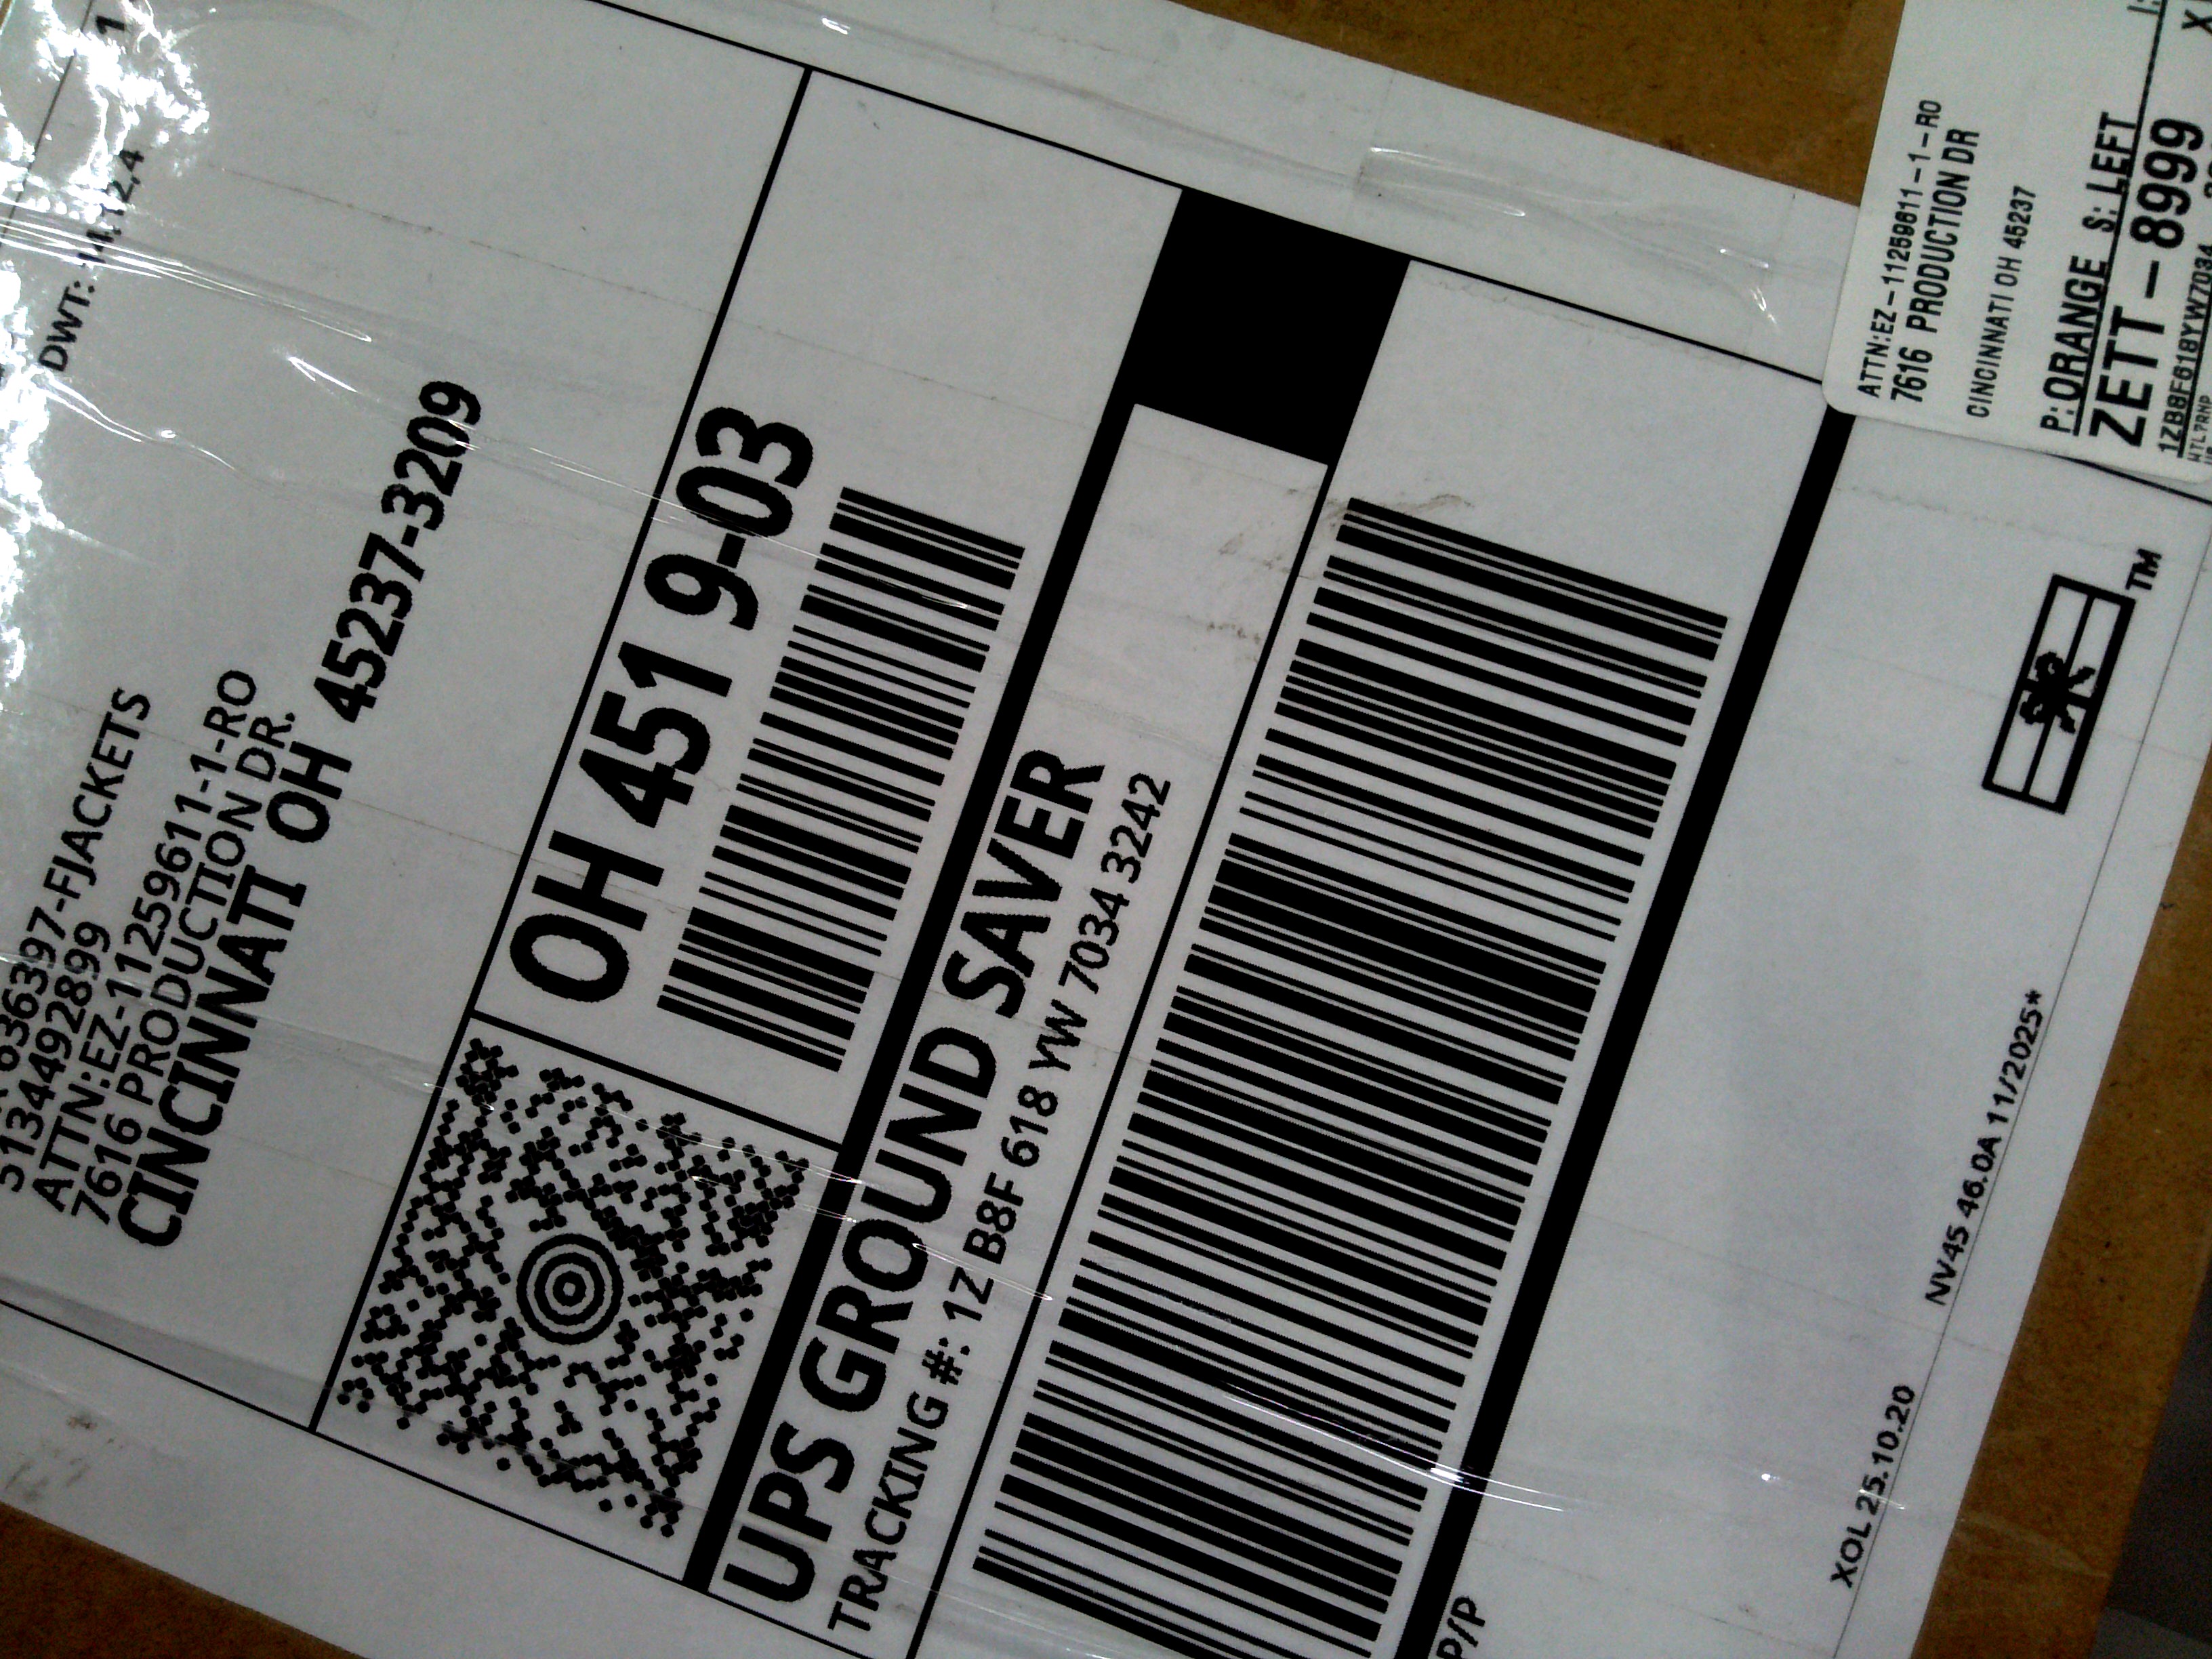 1
DWT: 14,12,4
636397-FJACKETS
5134492899
ATTN:EZ-11259611-1-RO
7616 PRODUCTION DR.
CINCINNATI OH 45237-3209
OH 451 9-03
UPS GROUND SAVER
TRACKING #: 1Z B8F 618 YW 7034 3242
P/P
XOL 25.10.20
NV45 46.0A 11/2025*
TM
ATTN:EZ-11259611-1-RO
7616 PRODUCTION DR
CINCINNATI OH 45237
P: ORANGE S: LEFT
ZETT-8999
1ZB8F618YW7034